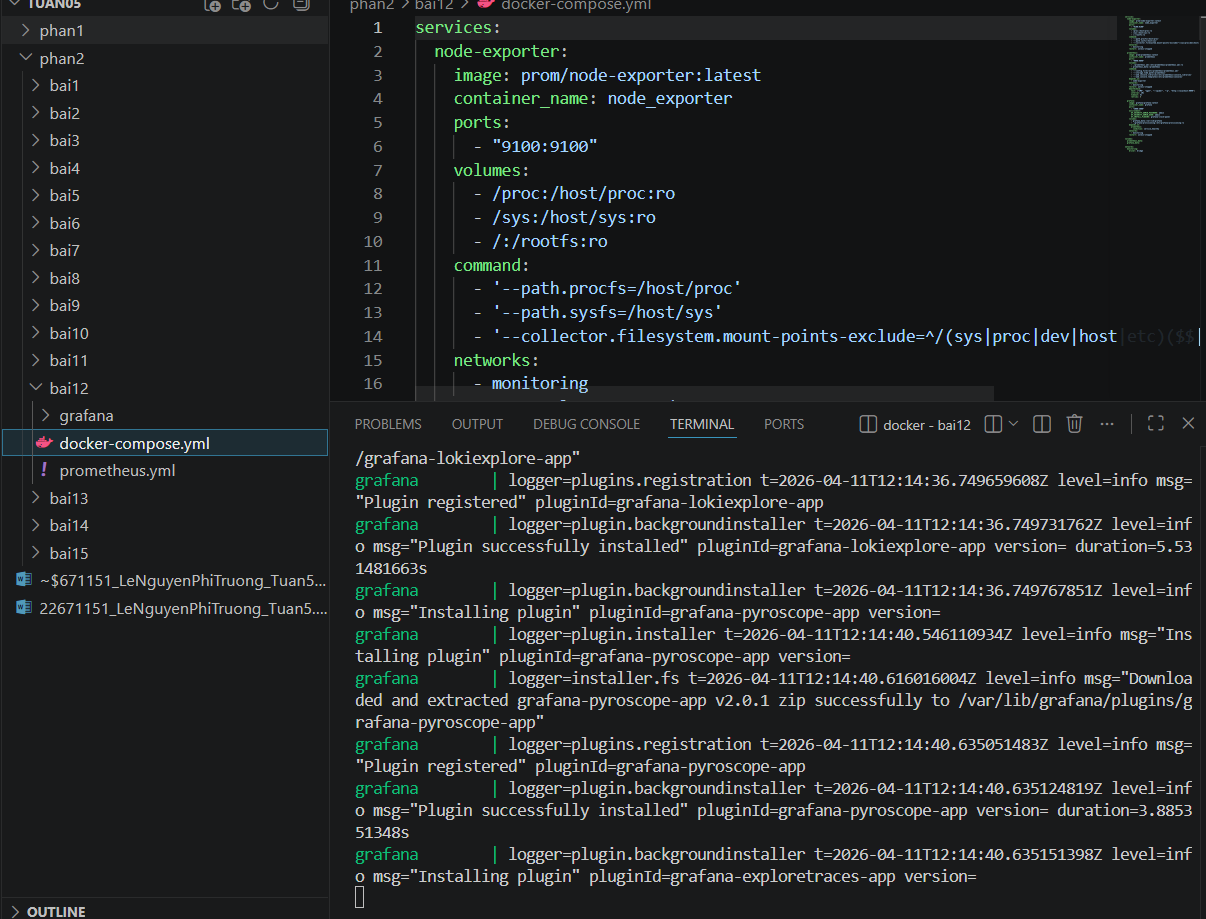 TUAN05
phan1
phan2
bai1
bai2
bai3
bai4
bai5
bai6
bai7
bai8
bai9
bai10
bai11
bai12
grafana
docker-compose.yml
! prometheus.yml
bai13
bai14
bai15
~$671151_LeNguyenPhiTruong_Tuan5...
22671151_LeNguyenPhiTruong_Tuan5....
OUTLINE
phan2 > bai12 > docker-compose.yml
1 services:
2 node-exporter:
3 image: prom/node-exporter:latest
4 container_name: node_exporter
5 ports:
6 - "9100:9100"
7 volumes:
8 - /proc:/host/proc:ro
9 - /sys:/host/sys:ro
10 - /:/rootfs:ro
11 command:
12 - '--path.procfs=/host/proc'
13 - '--path.sysfs=/host/sys'
14 - '--collector.filesystem.mount-points-exclude=^/(sys|proc|dev|host|etc)($$|
15 networks:
16 - monitoring
PROBLEMS OUTPUT DEBUG CONSOLE TERMINAL PORTS docker - bai12
/grafana-lokiexplore-app"
grafana | logger=plugins.registration t=2026-04-11T12:14:36.749659608Z level=info msg=
"Plugin registered" pluginId=grafana-lokiexplore-app
grafana | logger=plugin.backgroundinstaller t=2026-04-11T12:14:36.749731762Z level=inf
o msg="Plugin successfully installed" pluginId=grafana-lokiexplore-app version= duration=5.53
1481663s
grafana | logger=plugin.backgroundinstaller t=2026-04-11T12:14:36.749767851Z level=inf
o msg="Installing plugin" pluginId=grafana-pyroscope-app version=
grafana | logger=plugin.installer t=2026-04-11T12:14:40.546110934Z level=info msg="Ins
talling plugin" pluginId=grafana-pyroscope-app version=
grafana | logger=installer.fs t=2026-04-11T12:14:40.616016004Z level=info msg="Downloa
ded and extracted grafana-pyroscope-app v2.0.1 zip successfully to /var/lib/grafana/plugins/g
rafana-pyroscope-app"
grafana | logger=plugins.registration t=2026-04-11T12:14:40.635051483Z level=info msg=
"Plugin registered" pluginId=grafana-pyroscope-app
grafana | logger=plugin.backgroundinstaller t=2026-04-11T12:14:40.635124819Z level=inf
o msg="Plugin successfully installed" pluginId=grafana-pyroscope-app version= duration=3.8853
51348s
grafana | logger=plugin.backgroundinstaller t=2026-04-11T12:14:40.635151398Z level=inf
o msg="Installing plugin" pluginId=grafana-exploretraces-app version=